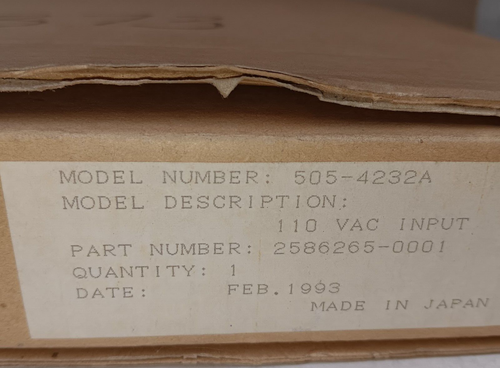 MODEL NUMBER: 505-4232A
MODEL DESCRIPTION:
110 VAC INPUT
PART NUMBER: 2586265-0001
QUANTITY: 1
DATE: FEB.1993
MADE IN JAPAN